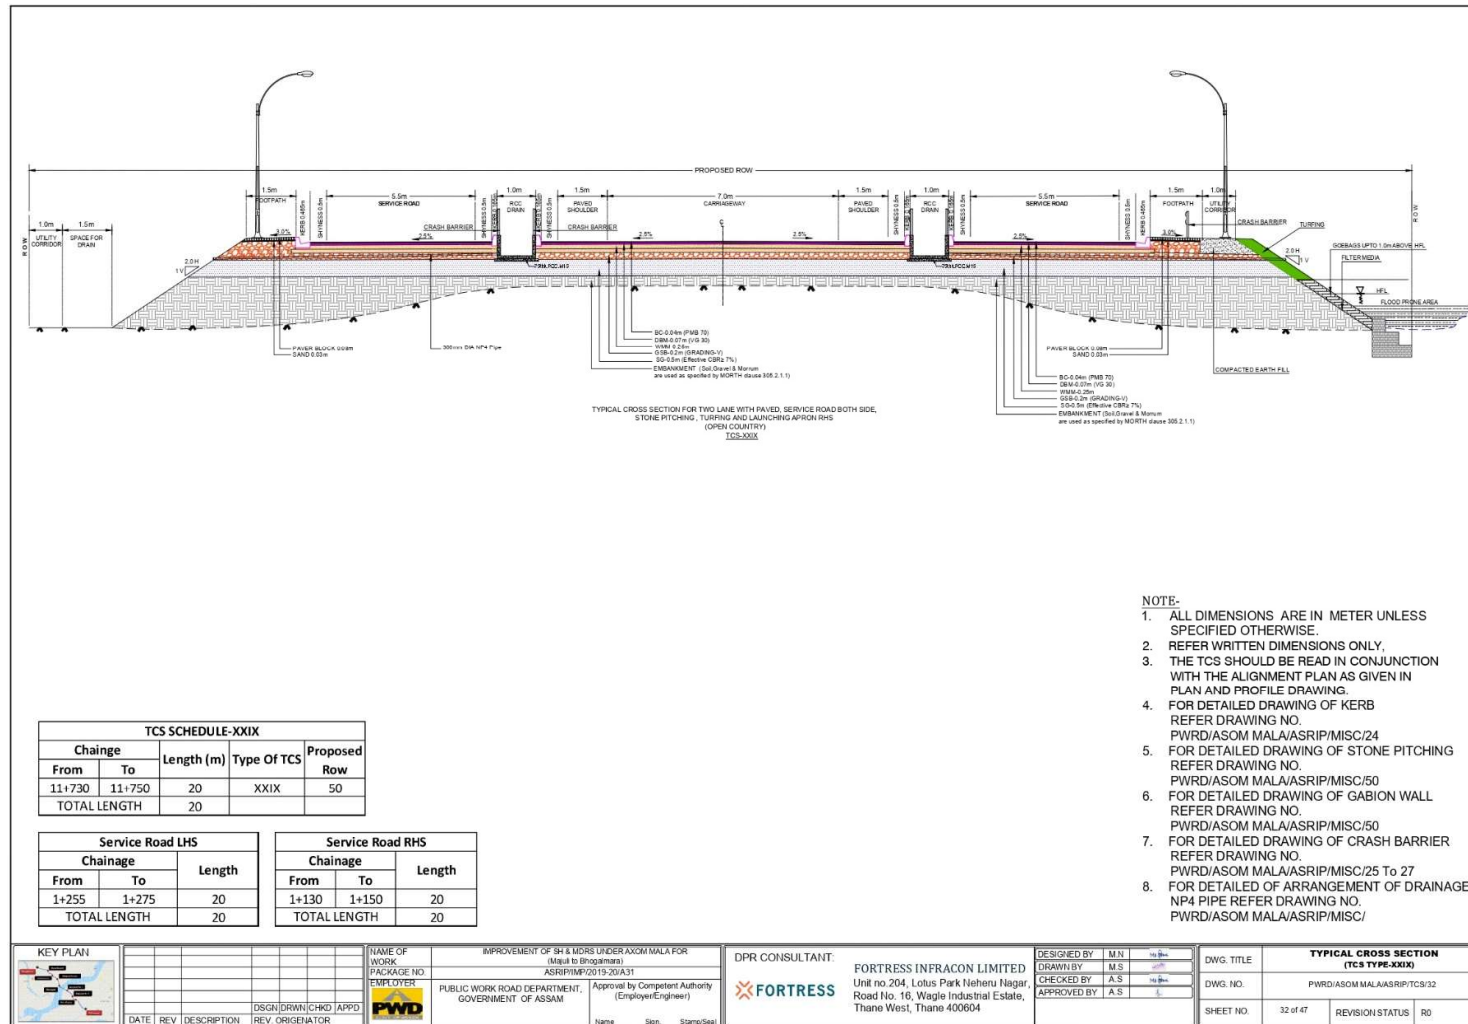 PROPOSED ROW
1.5m
FOOTPATH
KERB 0.465m
SHYNESS 0.5m
5.5m
SERVICE ROAD
SHYNESS 0.5m
1.0m
RCC
DRAIN
SHYNESS 0.5m
1.5m
PAVED
SHOULDER
7.0m
CARRIAGEWAY
1.5m
PAVED
SHOULDER
SHYNESS 0.5m
1.0m
RCC
DRAIN
SHYNESS 0.5m
5.5m
SERVICE ROAD
SHYNESS 0.5m
KERB 0.465m
1.5m
FOOTPATH
1.0m
UTILITY
CORRIDOR
1.0m
UTILITY
CORRIDOR
1.5m
SPACE FOR
DRAIN
R O W
R O W
CRASH BARRIER
CRASH BARRIER
CRASH BARRIER
TURFING
3.0%
2.5%
2.5%
2.5%
2.5%
3.0%
2.0 H
1 V
2.0 H
1 V
FILTER MEDIA
HFL
FLOOD PRONE AREA
PAVER BLOCK 0.08m
SAND 0.03m
300mm DIA NP4 Pipe
BC-0.04m (PMB 70)
DBM-0.07m (VG 30)
GSB-0.2m (GRADING-V)
SG-0.5m (Effective CBR≥ 7%)
EMBANKMENT (Soil,Gravel & Morrum
are used as specified by MORTH clause 305.2.1.1)
PAVER BLOCK 0.08m
SAND 0.03m
COMPACTED EARTH FILL
BC-0.04m (PMB 70)
DBM-0.07m (VG 30)
WMM-0.25m
GSB-0.2m (GRADING-V)
SG-0.5m (Effective CBR≥ 7%)
EMBANKMENT (Soil,Gravel & Morrum
are used as specified by MORTH clause 305.2.1.1)
TYPICAL CROSS SECTION FOR TWO LANE WITH PAVED, SERVICE ROAD BOTH SIDE,
STONE PITCHING , TURFING AND LAUNCHING APRON RHS
(OPEN COUNTRY)
TCS-XXIX
NOTE-
1. ALL DIMENSIONS ARE IN METER UNLESS
SPECIFIED OTHERWISE.
2. REFER WRITTEN DIMENSIONS ONLY,
3. THE TCS SHOULD BE READ IN CONJUNCTION
WITH THE ALIGNMENT PLAN AS GIVEN IN
PLAN AND PROFILE DRAWING.
4. FOR DETAILED DRAWING OF KERB
REFER DRAWING NO.
PWRD/ASOM MALA/ASRIP/MISC/24
5. FOR DETAILED DRAWING OF STONE PITCHING
REFER DRAWING NO.
PWRD/ASOM MALA/ASRIP/MISC/50
6. FOR DETAILED DRAWING OF GABION WALL
REFER DRAWING NO.
PWRD/ASOM MALA/ASRIP/MISC/50
7. FOR DETAILED DRAWING OF CRASH BARRIER
REFER DRAWING NO.
PWRD/ASOM MALA/ASRIP/MISC/25 To 27
8. FOR DETAILED OF ARRANGEMENT OF DRAINAGE
NP4 PIPE REFER DRAWING NO.
PWRD/ASOM MALA/ASRIP/MISC/
TCS SCHEDULE-XXIX
Chainge Length (m) Type Of TCS Proposed Row
From To
11+730 11+750 20 XXIX 50
TOTAL LENGTH 20
Service Road LHS
Chainage Length
From To
1+255 1+275 20
TOTAL LENGTH 20
Service Road RHS
Chainage Length
From To
1+130 1+150 20
TOTAL LENGTH 20
KEY PLAN
DSGN DRWN CHKD APPD
DATE REV DESCRIPTION REV. ORIGENATOR
NAME OF WORK
IMPROVEMENT OF SH & MDRS UNDER AXOM MALA FOR
(Majuli to Bhogaimara)
PACKAGE NO.
ASRIP/IMP/2019-20/A31
EMPLOYER
PWD
PUBLIC WORK ROAD DEPARTMENT,
GOVERNMENT OF ASSAM
Approval by Competent Authority
(Employer/Engineer)
Name Sign. Stamp/Seal
DPR CONSULTANT:
FORTRESS
FORTRESS INFRACON LIMITED
Unit no.204, Lotus Park Neheru Nagar,
Road No. 16, Wagle Industrial Estate,
Thane West, Thane 400604
DESIGNED BY M.N
DRAWN BY M.S
CHECKED BY A.S
APPROVED BY A.S
DWG. TITLE
TYPICAL CROSS SECTION
(TCS TYPE-XXIX)
DWG. NO.
PWRD/ASOM MALA/ASRIP/TCS/32
SHEET NO. 32 of 47 REVISION STATUS R0